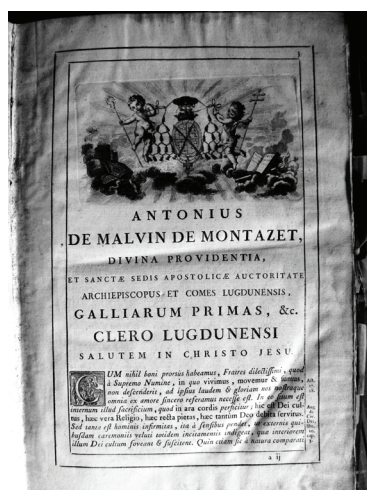 ANTONIUS
DE MALVIN DE MONTAZET,
DIVINA PROVIDENTIA,
ET SANCTÆ SEDIS APOSTOLICÆ AUCTORITATE
ARCHIEPISCOPUS ET COMES LUGDUNENSIS,
GALLIARUM PRIMAS, &c.
CLERO LUGDUNENSI
SALUTEM IN CHRISTO JESU.
CUM nihil boni prorsus habeamus, Fratres dilectissimi, quod
à Supremo Numine, in quo vivimus, movemur & sumus,
non descenderit, ad ipsius laudem & gloriam nos nostraque
omnia ex amore sincero referamus necesse est. In eo situm est
internum illud sacrificium, quod in ara cordis perficitur; hic est Dei cul-
tus, hæc vera Religio, hæc recta pietas, hæc tantùm Deo debita servitus.
Sed tanta est hominis infirmitas, ita à sensibus pendet, ut externis qui-
busdam cæremoniis veluti totidem incitamentis indigeat, quæ interiorem
illum Dei cultum foveant & suscitent. Quin etiam sic à natura comparati
a ij